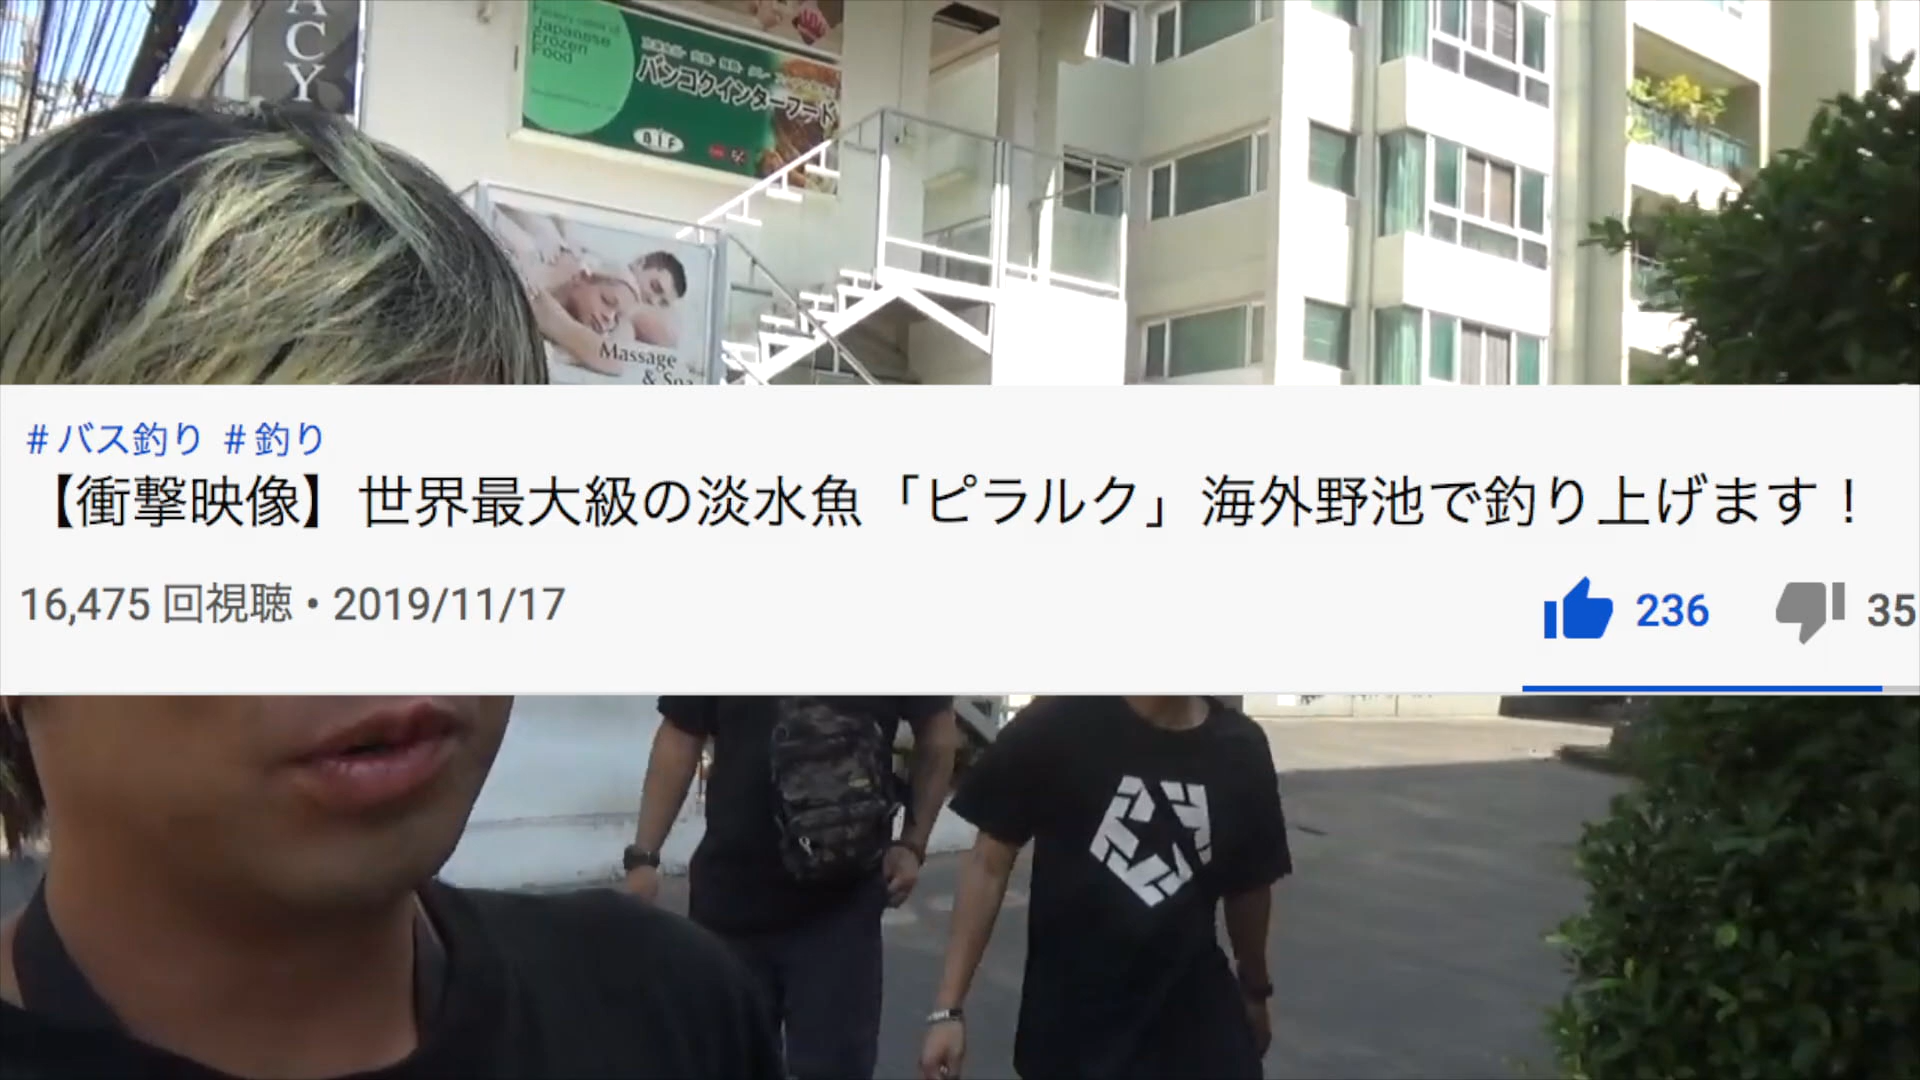 ACY
Japanese
Frozen
Food
バンコクインターフード
B.I.F
Massage
& Spa
#バス釣り #釣り
【衝撃映像】世界最大級の淡水魚「ピラルク」海外野池で釣り上げます！
16,475 回視聴・2019/11/17
236
35